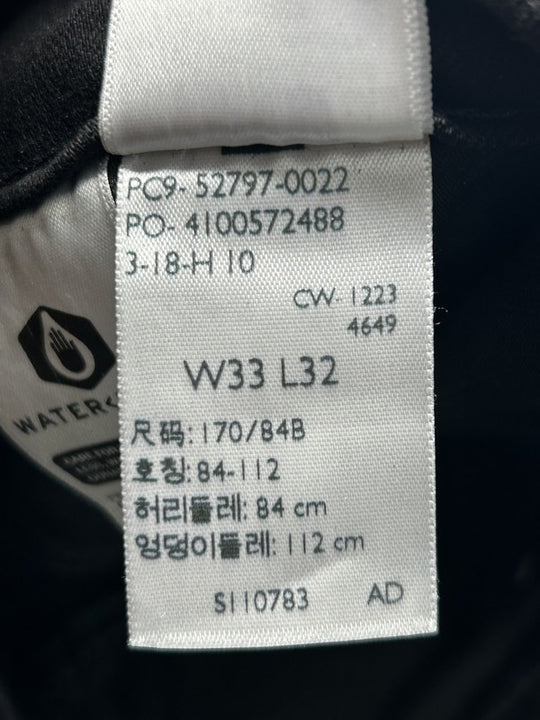 PC9- 52797-0022
PO- 4100572488
3-18-H 10
CW- 1223
4649
W33 L32
尺码: 170/84B
호칭: 84-112
허리둘레: 84 cm
엉덩이둘레: 112 cm
S110783 AD